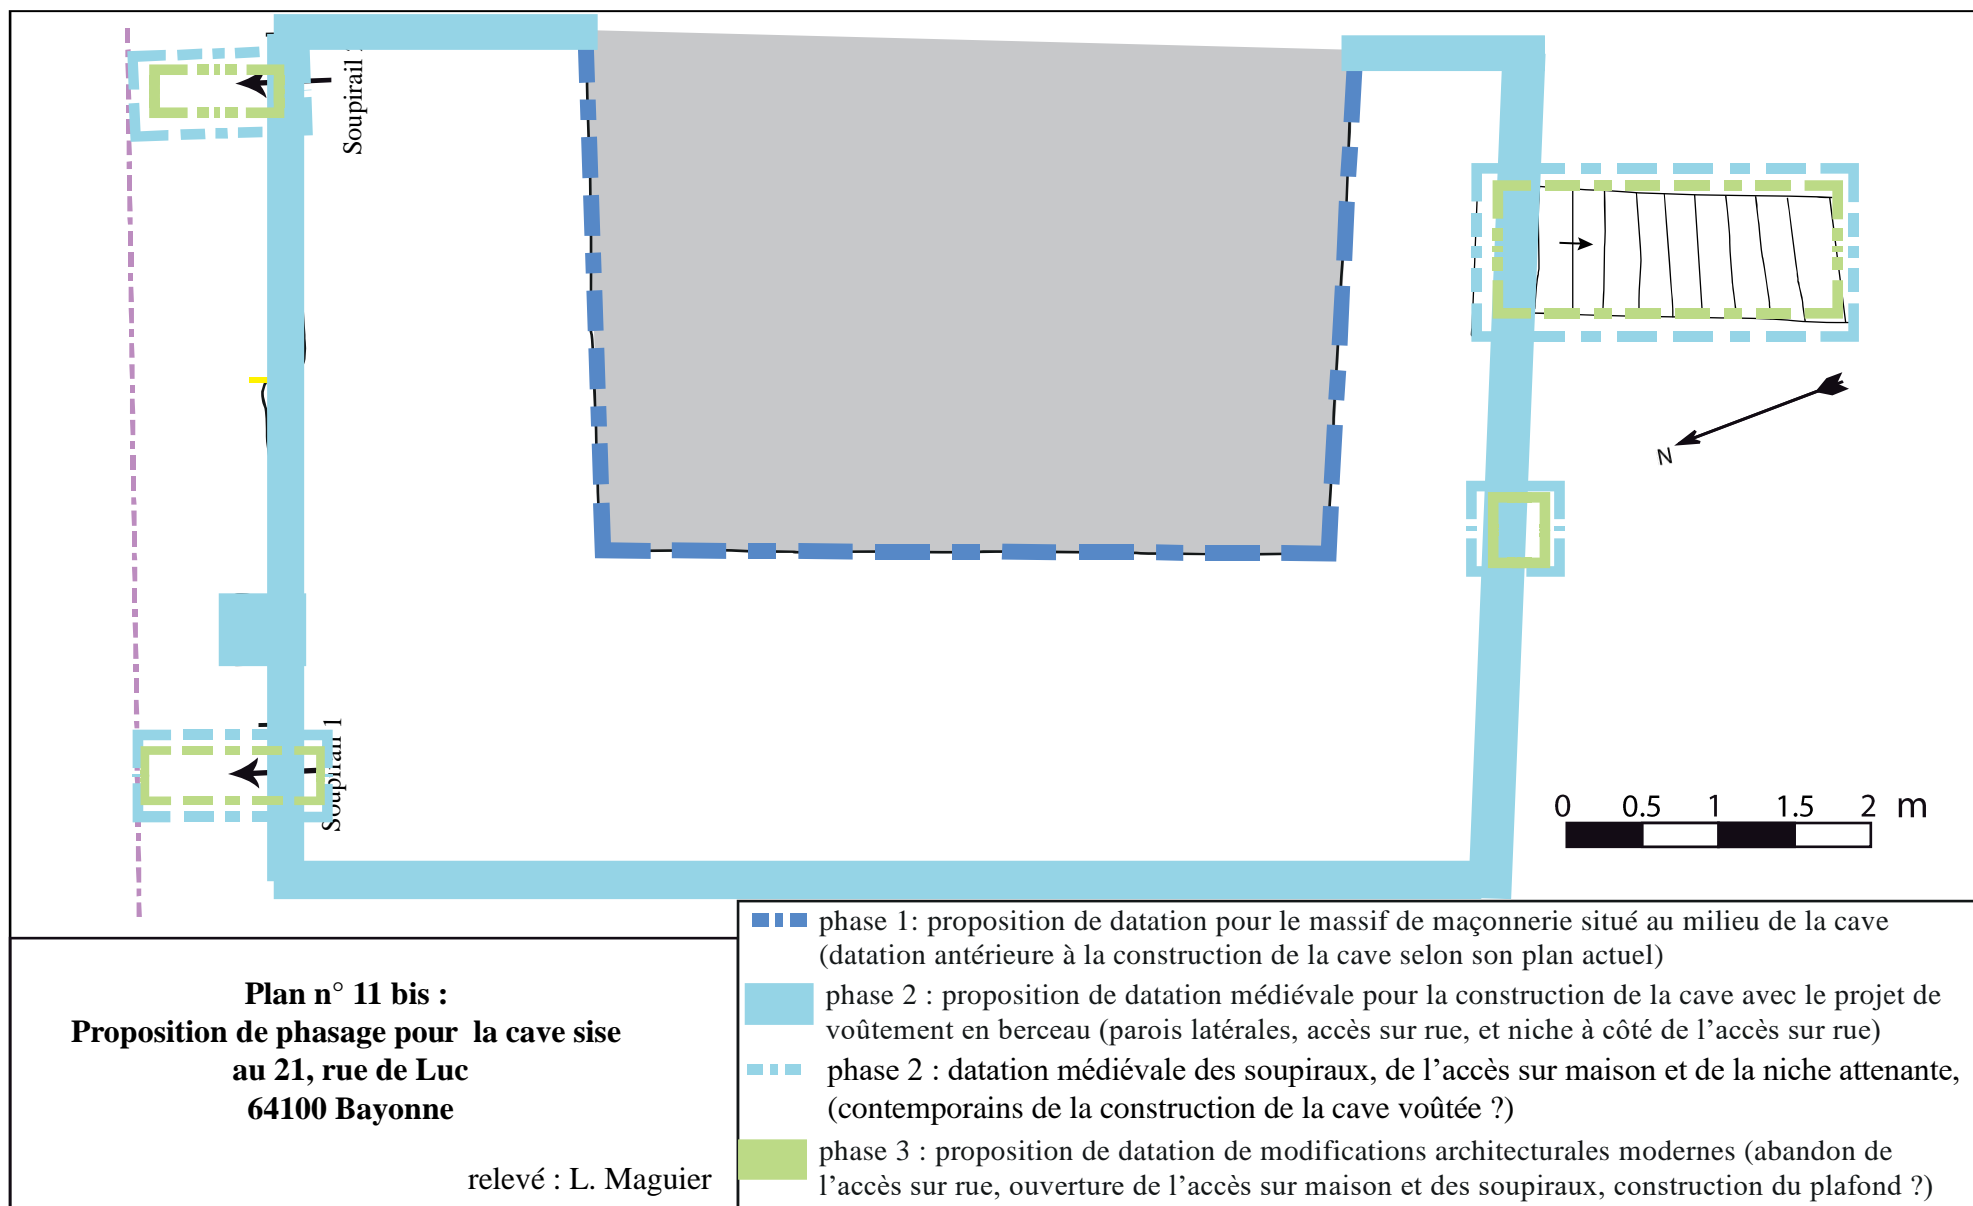 Soupirail
Soupirail 1
N
0 0.5 1 1.5 2 m
Plan n° 11 bis :
Proposition de phasage pour la cave sise
au 21, rue de Luc
64100 Bayonne
relevé : L. Maguier
phase 1: proposition de datation pour le massif de maçonnerie situé au milieu de la cave
(datation antérieure à la construction de la cave selon son plan actuel)
phase 2 : proposition de datation médiévale pour la construction de la cave avec le projet de
voûtement en berceau (parois latérales, accès sur rue, et niche à côté de l’accès sur rue)
phase 2 : datation médiévale des soupiraux, de l’accès sur maison et de la niche attenante,
(contemporains de la construction de la cave voûtée ?)
phase 3 : proposition de datation de modifications architecturales modernes (abandon de
l’accès sur rue, ouverture de l’accès sur maison et des soupiraux, construction du plafond ?)